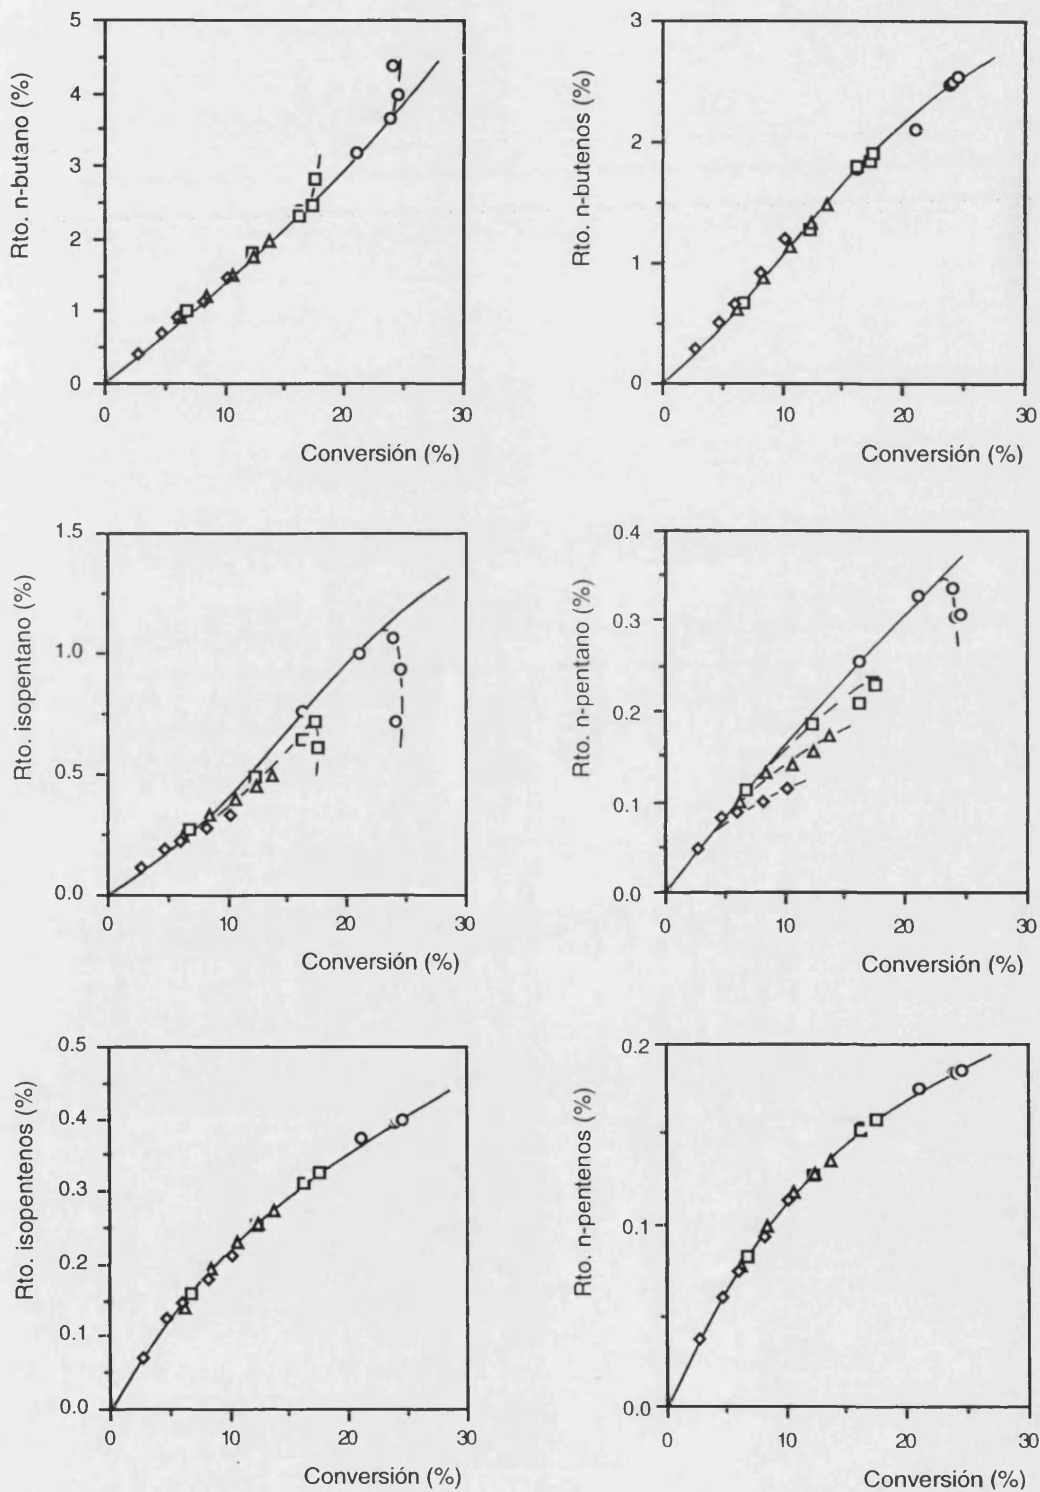 Rto. n-butano (%)
5
4
3
2
1
0
0 10 20 30
Conversión (%)
Rto. n-butenos (%)
3
2
1
0
0 10 20 30
Conversión (%)
Rto. isopentano (%)
1.5
1.0
0.5
0.0
0 10 20 30
Conversión (%)
Rto. n-pentano (%)
0.4
0.3
0.2
0.1
0.0
0 10 20 30
Conversión (%)
Rto. isopentenos (%)
0.5
0.4
0.3
0.2
0.1
0.0
0 10 20 30
Conversión (%)
Rto. n-pentenos (%)
0.2
0.1
0.0
0 10 20 30
Conversión (%)